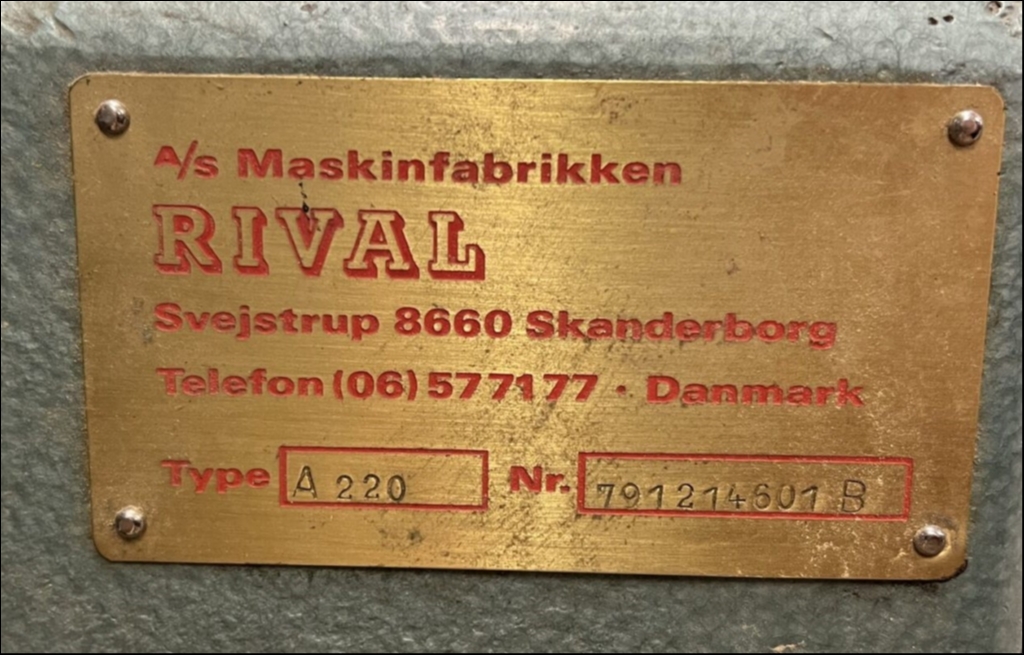 A/s Maskinfabrikken
RIVAL
Svejstrup 8660 Skanderborg
Telefon (06) 577177 · Danmark
Type A 220 Nr. 791214601 B